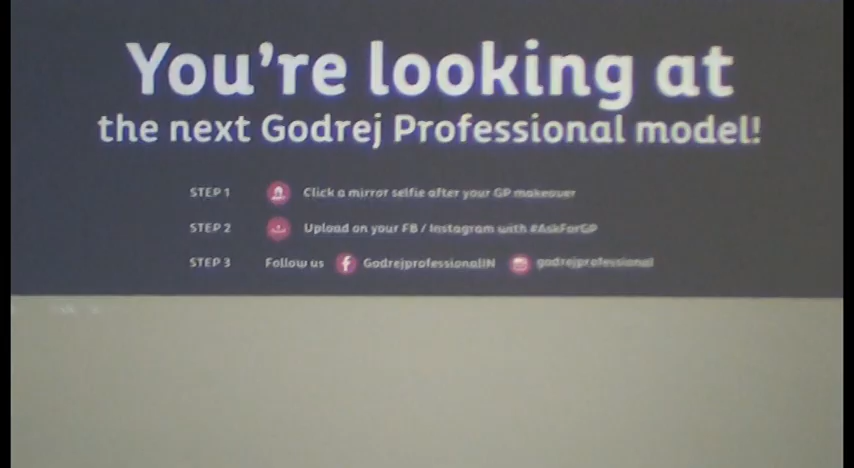 You're looking at
the next Godrej Professional model!
STEP 1 Click a mirror selfie after your GP makeover
STEP 2 Upload on your FB / Instagram with #AskForGP
STEP 3 Follow us GodrejprofessionalIN godrejprofessional